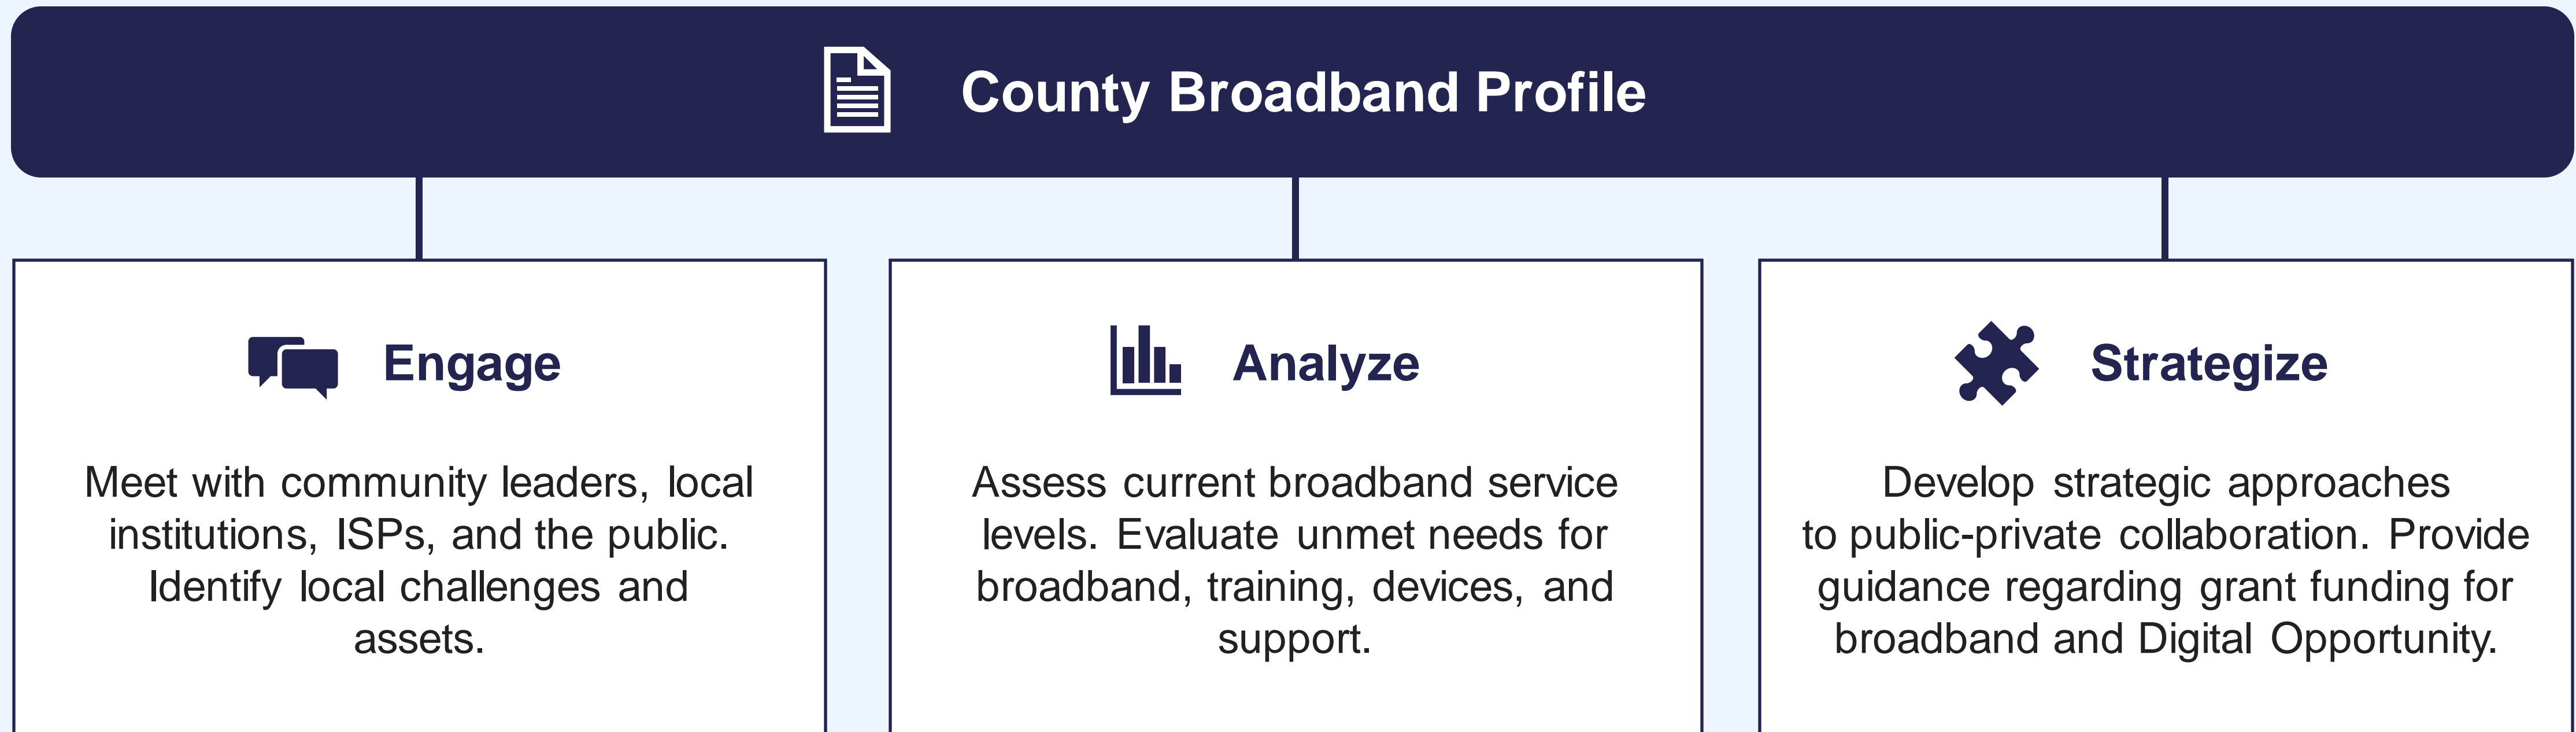 County Broadband Profile
Engage
Meet with community leaders, local
institutions, ISPs, and the public.
Identify local challenges and
assets.
Analyze
Assess current broadband service
levels. Evaluate unmet needs for
broadband, training, devices, and
support.
Strategize
Develop strategic approaches
to public-private collaboration. Provide
guidance regarding grant funding for
broadband and Digital Opportunity.